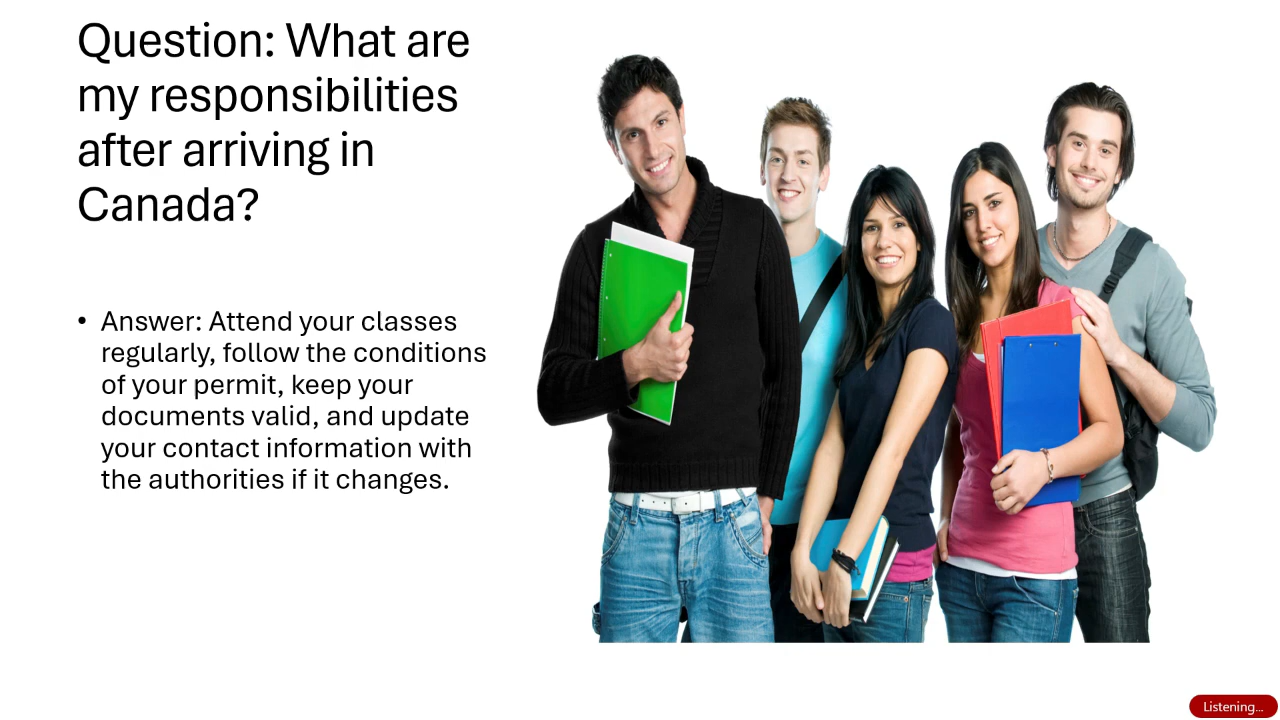 Question: What are
my responsibilities
after arriving in
Canada?
• Answer: Attend your classes
regularly, follow the conditions
of your permit, keep your
documents valid, and update
your contact information with
the authorities if it changes.
Listening...